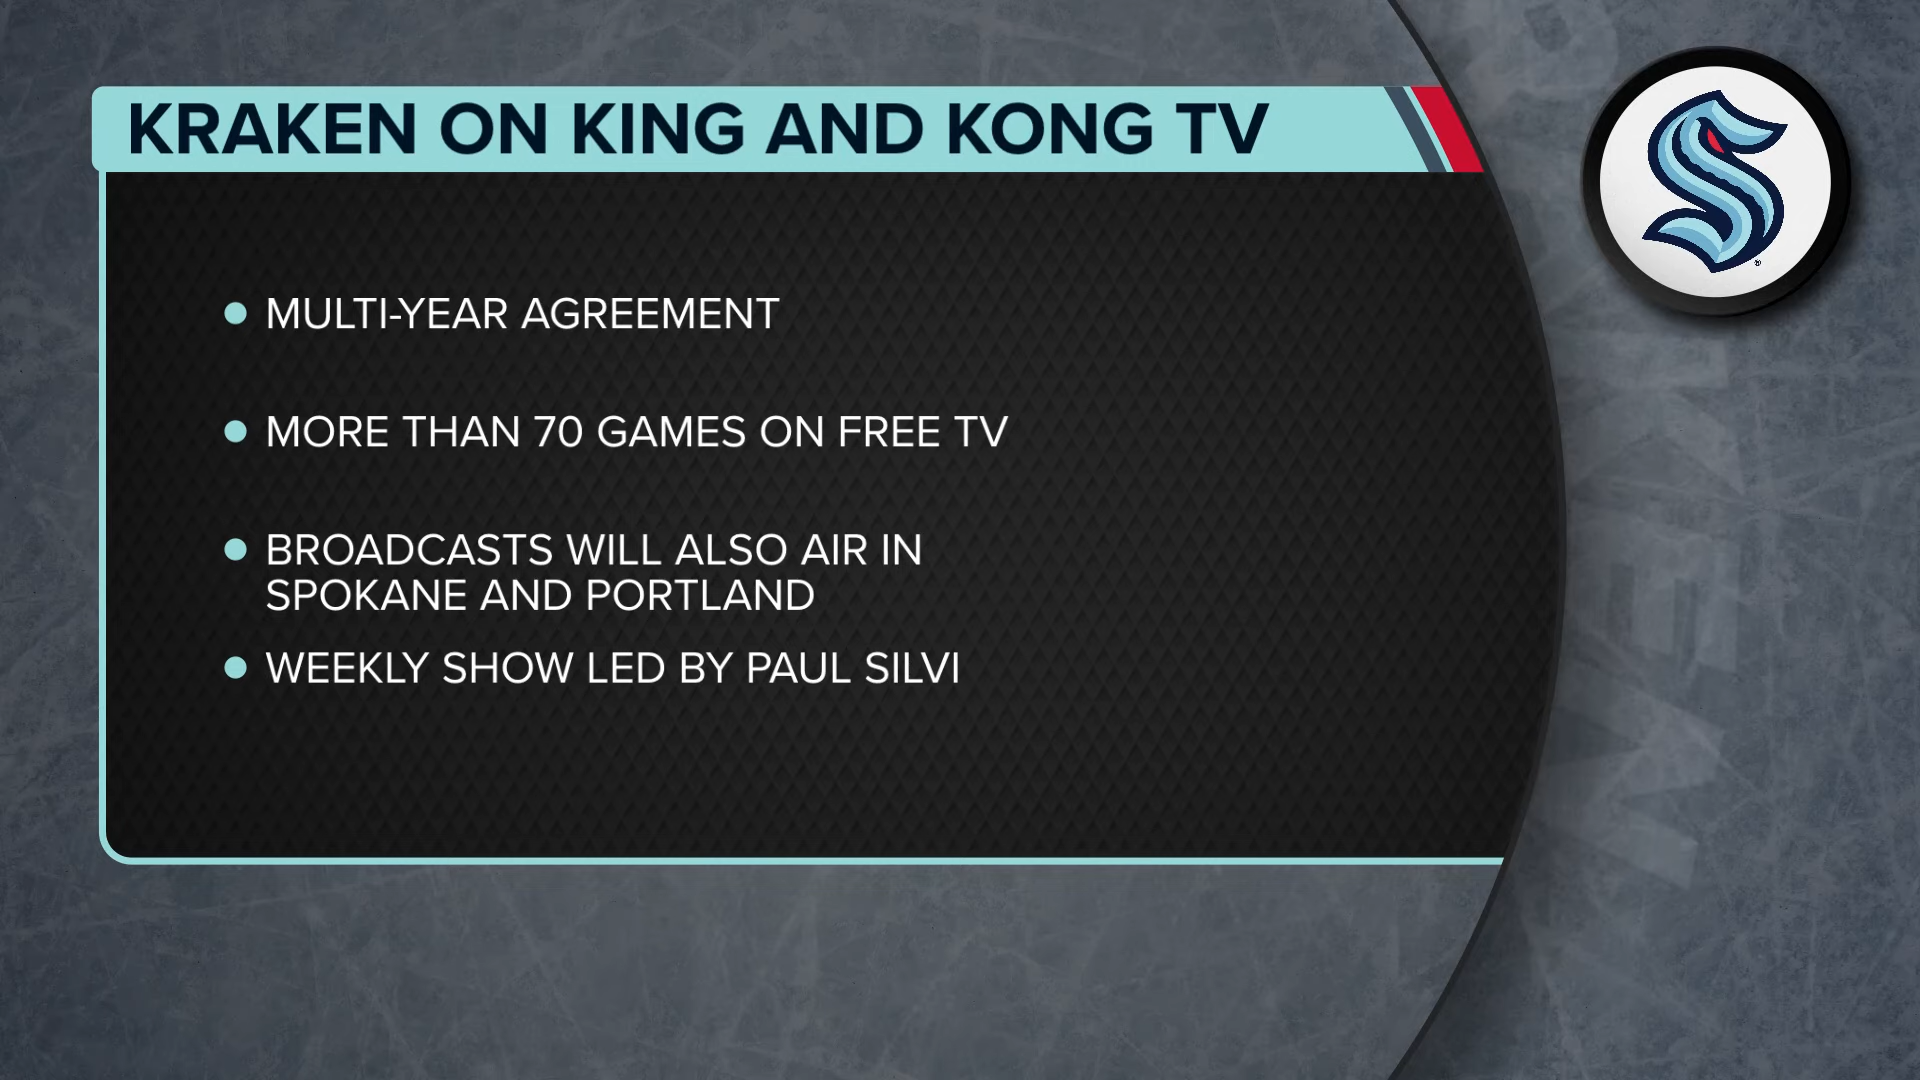 KRAKEN ON KING AND KONG TV
MULTI-YEAR AGREEMENT
MORE THAN 70 GAMES ON FREE TV
BROADCASTS WILL ALSO AIR IN
SPOKANE AND PORTLAND
WEEKLY SHOW LED BY PAUL SILVI